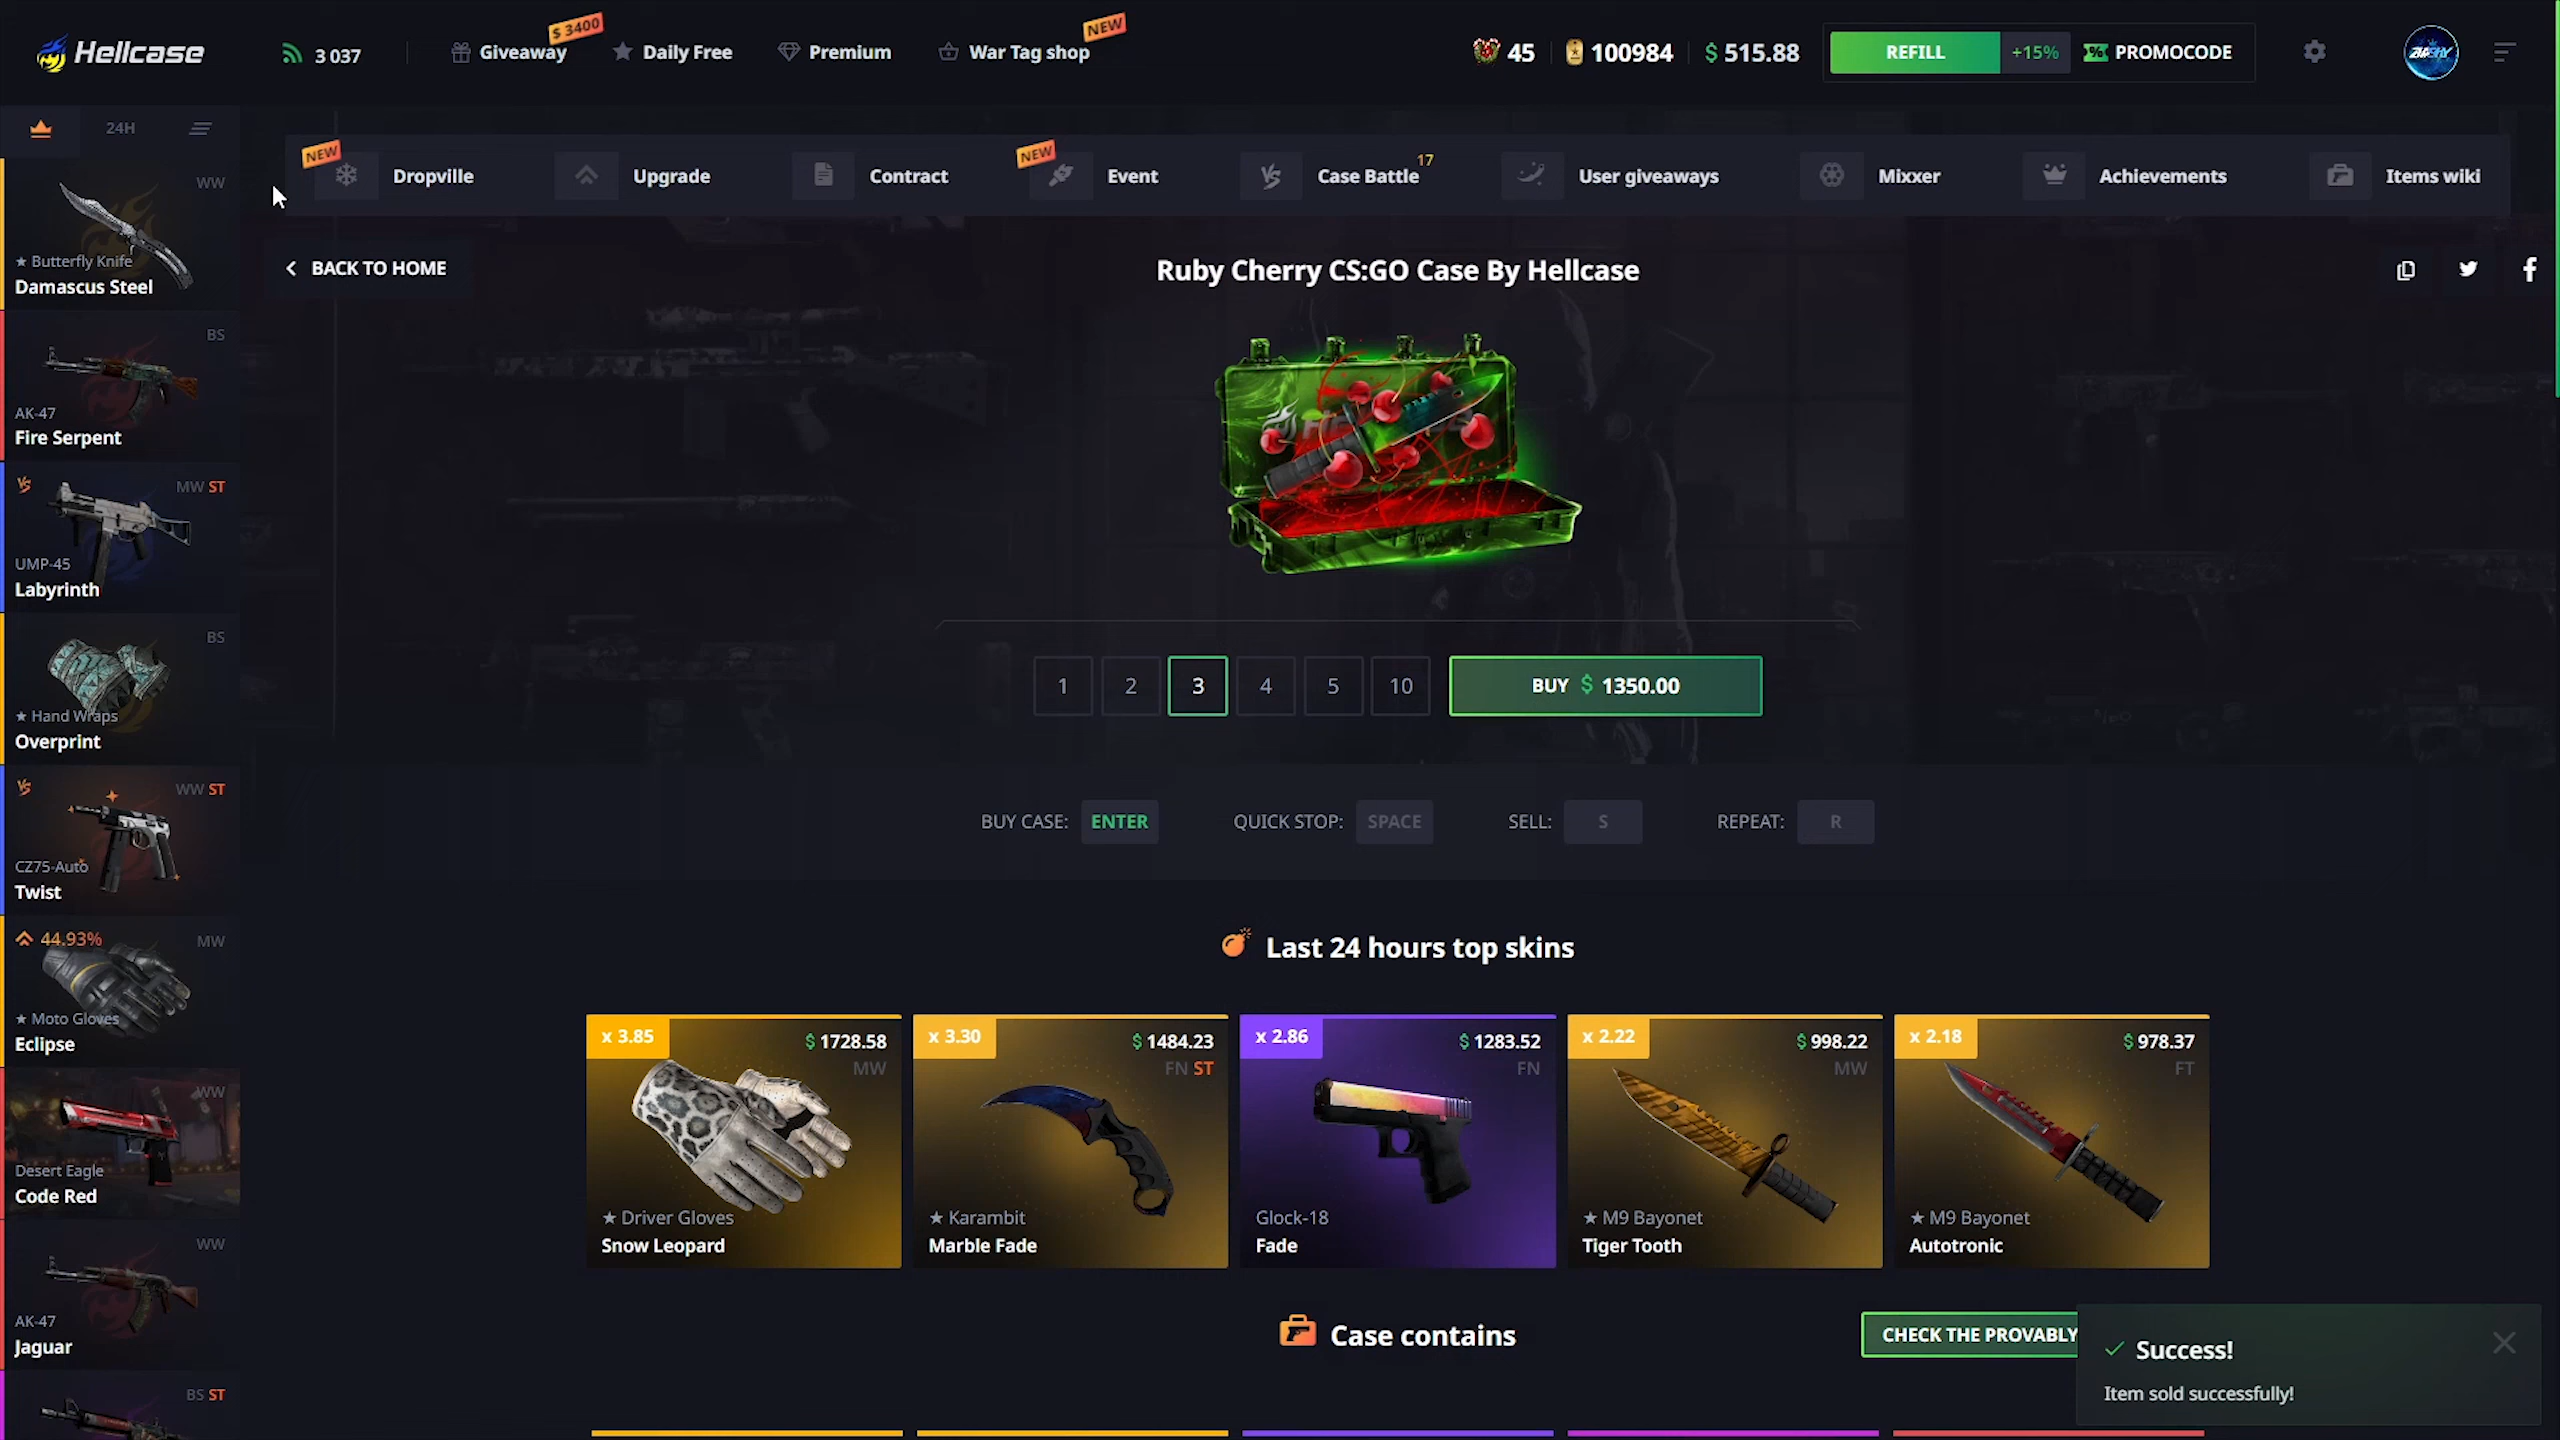 Hellcase
3 037
Giveaway
$ 3400
Daily Free
Premium
War Tag shop
NEW
45
100984
$ 515.88
REFILL
+15%
PROMOCODE
24H
NEW
Dropville
Upgrade
Contract
NEW
Event
Case Battle
17
User giveaways
Mixxer
Achievements
Items wiki
WW
★ Butterfly Knife
Damascus Steel
BS
AK-47
Fire Serpent
MW ST
UMP-45
Labyrinth
BS
★ Hand Wraps
Overprint
WW ST
CZ75-Auto
Twist
44.93%
MW
★ Moto Gloves
Eclipse
WW
Desert Eagle
Code Red
WW
AK-47
Jaguar
BS ST
BACK TO HOME
Ruby Cherry CS:GO Case By Hellcase
1
2
3
4
5
10
BUY $ 1350.00
BUY CASE: ENTER
QUICK STOP: SPACE
SELL: S
REPEAT: R
Last 24 hours top skins
x 3.85
$ 1728.58
MW
★ Driver Gloves
Snow Leopard
x 3.30
$ 1484.23
FN ST
★ Karambit
Marble Fade
x 2.86
$ 1283.52
FN
Glock-18
Fade
x 2.22
$ 998.22
MW
★ M9 Bayonet
Tiger Tooth
x 2.18
$ 978.37
FT
★ M9 Bayonet
Autotronic
Case contains
CHECK THE PROVABLY
Success!
Item sold successfully!